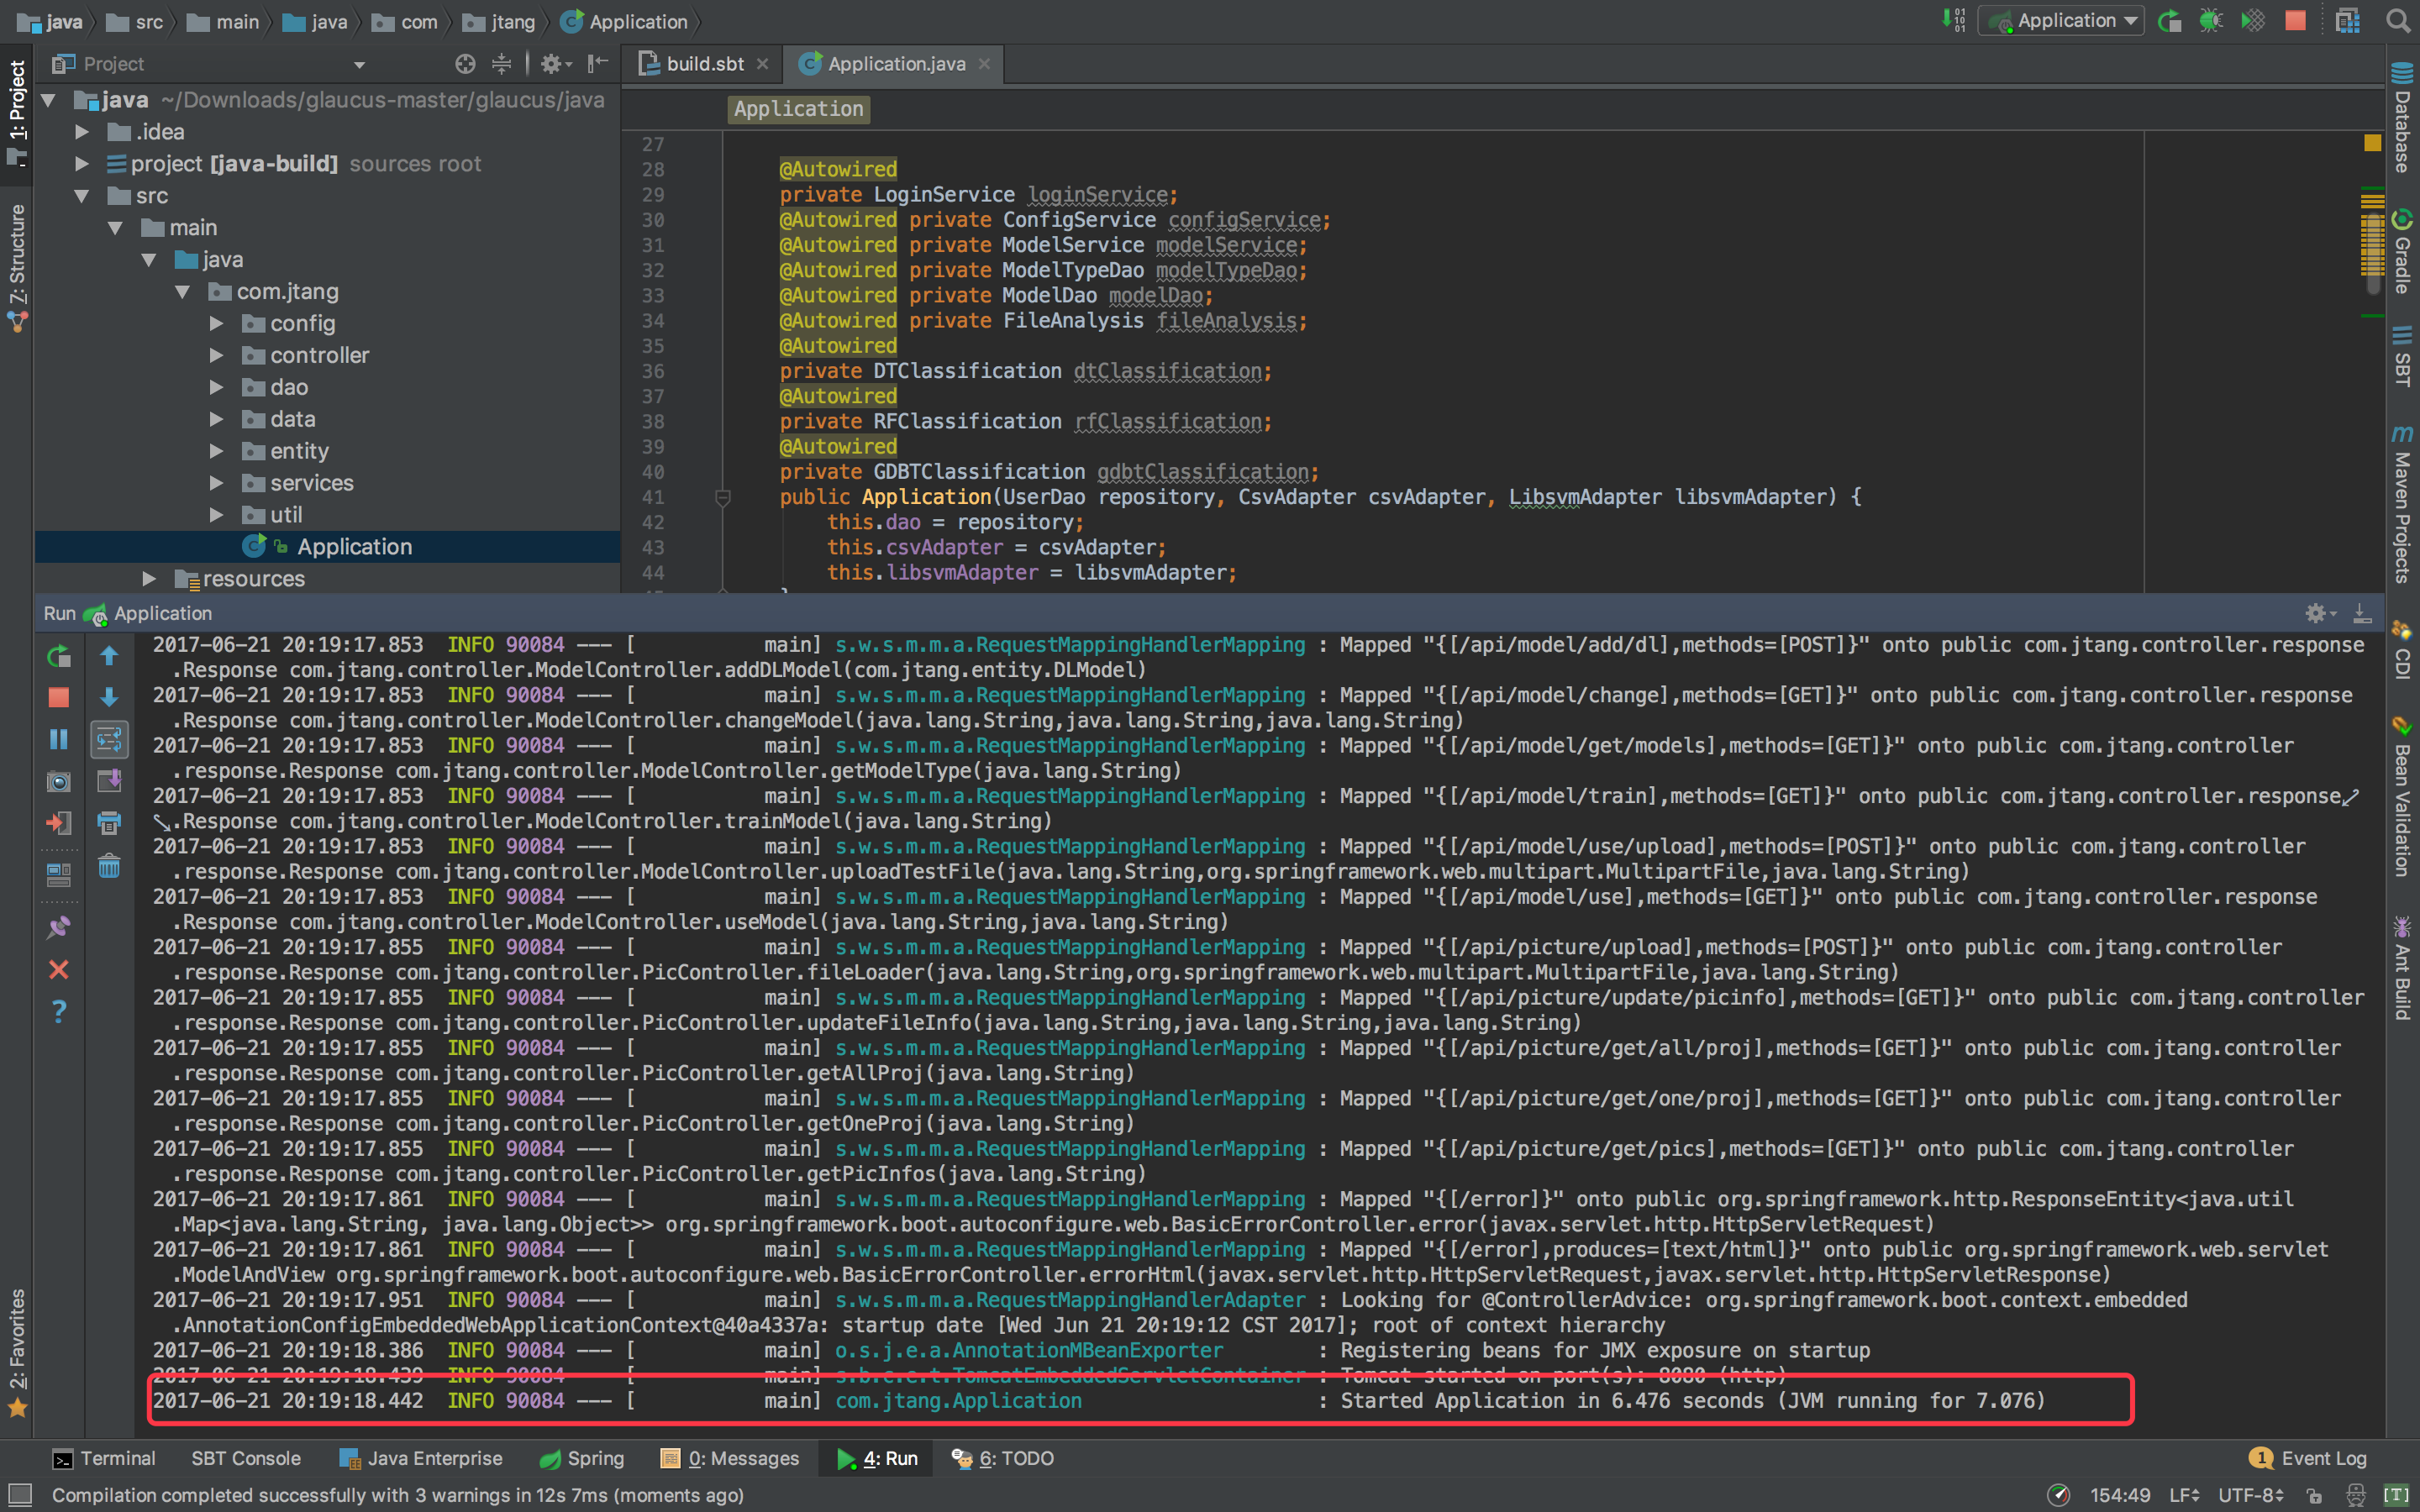 java src main java com jtang Application
Application
Project
build.sbt
Application.java
java ~/Downloads/glaucus-master/glaucus/java
.idea
project [java-build] sources root
src
main
java
com.jtang
config
controller
dao
data
entity
services
util
Application
resources
1: Project
7: Structure
2: Favorites
Application
27
28 @Autowired
29 private LoginService loginService;
30 @Autowired private ConfigService configService;
31 @Autowired private ModelService modelService;
32 @Autowired private ModelTypeDao modelTypeDao;
33 @Autowired private ModelDao modelDao;
34 @Autowired private FileAnalysis fileAnalysis;
35 @Autowired
36 private DTClassification dtClassification;
37 @Autowired
38 private RFClassification rfClassification;
39 @Autowired
40 private GDBTClassification gdbtClassification;
41 public Application(UserDao repository, CsvAdapter csvAdapter, LibsvmAdapter libsvmAdapter) {
42 this.dao = repository;
43 this.csvAdapter = csvAdapter;
44 this.libsvmAdapter = libsvmAdapter;
Database
Gradle
SBT
Maven Projects
CDI
Bean Validation
Ant Build
Run Application
2017-06-21 20:19:17.853 INFO 90084 --- [ main] s.w.s.m.m.a.RequestMappingHandlerMapping : Mapped "{[/api/model/add/dl],methods=[POST]}" onto public com.jtang.controller.response
.Response com.jtang.controller.ModelController.addDLModel(com.jtang.entity.DLModel)
2017-06-21 20:19:17.853 INFO 90084 --- [ main] s.w.s.m.m.a.RequestMappingHandlerMapping : Mapped "{[/api/model/change],methods=[GET]}" onto public com.jtang.controller.response
.Response com.jtang.controller.ModelController.changeModel(java.lang.String,java.lang.String,java.lang.String)
2017-06-21 20:19:17.853 INFO 90084 --- [ main] s.w.s.m.m.a.RequestMappingHandlerMapping : Mapped "{[/api/model/get/models],methods=[GET]}" onto public com.jtang.controller
.response.Response com.jtang.controller.ModelController.getModelType(java.lang.String)
2017-06-21 20:19:17.853 INFO 90084 --- [ main] s.w.s.m.m.a.RequestMappingHandlerMapping : Mapped "{[/api/model/train],methods=[GET]}" onto public com.jtang.controller.response
.Response com.jtang.controller.ModelController.trainModel(java.lang.String)
2017-06-21 20:19:17.853 INFO 90084 --- [ main] s.w.s.m.m.a.RequestMappingHandlerMapping : Mapped "{[/api/model/use/upload],methods=[POST]}" onto public com.jtang.controller
.response.Response com.jtang.controller.ModelController.uploadTestFile(java.lang.String,org.springframework.web.multipart.MultipartFile,java.lang.String)
2017-06-21 20:19:17.853 INFO 90084 --- [ main] s.w.s.m.m.a.RequestMappingHandlerMapping : Mapped "{[/api/model/use],methods=[GET]}" onto public com.jtang.controller.response
.Response com.jtang.controller.ModelController.useModel(java.lang.String,java.lang.String)
2017-06-21 20:19:17.855 INFO 90084 --- [ main] s.w.s.m.m.a.RequestMappingHandlerMapping : Mapped "{[/api/picture/upload],methods=[POST]}" onto public com.jtang.controller
.response.Response com.jtang.controller.PicController.fileLoader(java.lang.String,org.springframework.web.multipart.MultipartFile,java.lang.String)
2017-06-21 20:19:17.855 INFO 90084 --- [ main] s.w.s.m.m.a.RequestMappingHandlerMapping : Mapped "{[/api/picture/update/picinfo],methods=[GET]}" onto public com.jtang.controller
.response.Response com.jtang.controller.PicController.updateFileInfo(java.lang.String,java.lang.String,java.lang.String)
2017-06-21 20:19:17.855 INFO 90084 --- [ main] s.w.s.m.m.a.RequestMappingHandlerMapping : Mapped "{[/api/picture/get/all/proj],methods=[GET]}" onto public com.jtang.controller
.response.Response com.jtang.controller.PicController.getAllProj(java.lang.String)
2017-06-21 20:19:17.855 INFO 90084 --- [ main] s.w.s.m.m.a.RequestMappingHandlerMapping : Mapped "{[/api/picture/get/one/proj],methods=[GET]}" onto public com.jtang.controller
.response.Response com.jtang.controller.PicController.getOneProj(java.lang.String)
2017-06-21 20:19:17.855 INFO 90084 --- [ main] s.w.s.m.m.a.RequestMappingHandlerMapping : Mapped "{[/api/picture/get/pics],methods=[GET]}" onto public com.jtang.controller
.response.Response com.jtang.controller.PicController.getPicInfos(java.lang.String)
2017-06-21 20:19:17.861 INFO 90084 --- [ main] s.w.s.m.m.a.RequestMappingHandlerMapping : Mapped "{[/error]}" onto public org.springframework.http.ResponseEntity<java.util
.Map<java.lang.String, java.lang.Object>> org.springframework.boot.autoconfigure.web.BasicErrorController.error(javax.servlet.http.HttpServletRequest)
2017-06-21 20:19:17.861 INFO 90084 --- [ main] s.w.s.m.m.a.RequestMappingHandlerMapping : Mapped "{[/error],produces=[text/html]}" onto public org.springframework.web.servlet
.ModelAndView org.springframework.boot.autoconfigure.web.BasicErrorController.errorHtml(javax.servlet.http.HttpServletRequest,javax.servlet.http.HttpServletResponse)
2017-06-21 20:19:17.951 INFO 90084 --- [ main] s.w.s.m.m.a.RequestMappingHandlerAdapter : Looking for @ControllerAdvice: org.springframework.boot.context.embedded
.AnnotationConfigEmbeddedWebApplicationContext@40a4337a: startup date [Wed Jun 21 20:19:12 CST 2017]; root of context hierarchy
2017-06-21 20:19:18.386 INFO 90084 --- [ main] o.s.j.e.a.AnnotationMBeanExporter : Registering beans for JMX exposure on startup
2017-06-21 20:19:18.439 INFO 90084 --- [ main] s.b.c.e.t.TomcatEmbeddedServletContainer : Tomcat started on port(s): 8080 (http)
2017-06-21 20:19:18.442 INFO 90084 --- [ main] com.jtang.Application : Started Application in 6.476 seconds (JVM running for 7.076)
Terminal SBT Console Java Enterprise Spring 0: Messages 4: Run 6: TODO 1 Event Log
Compilation completed successfully with 3 warnings in 12s 7ms (moments ago) 154:49 LF UTF-8 [T]